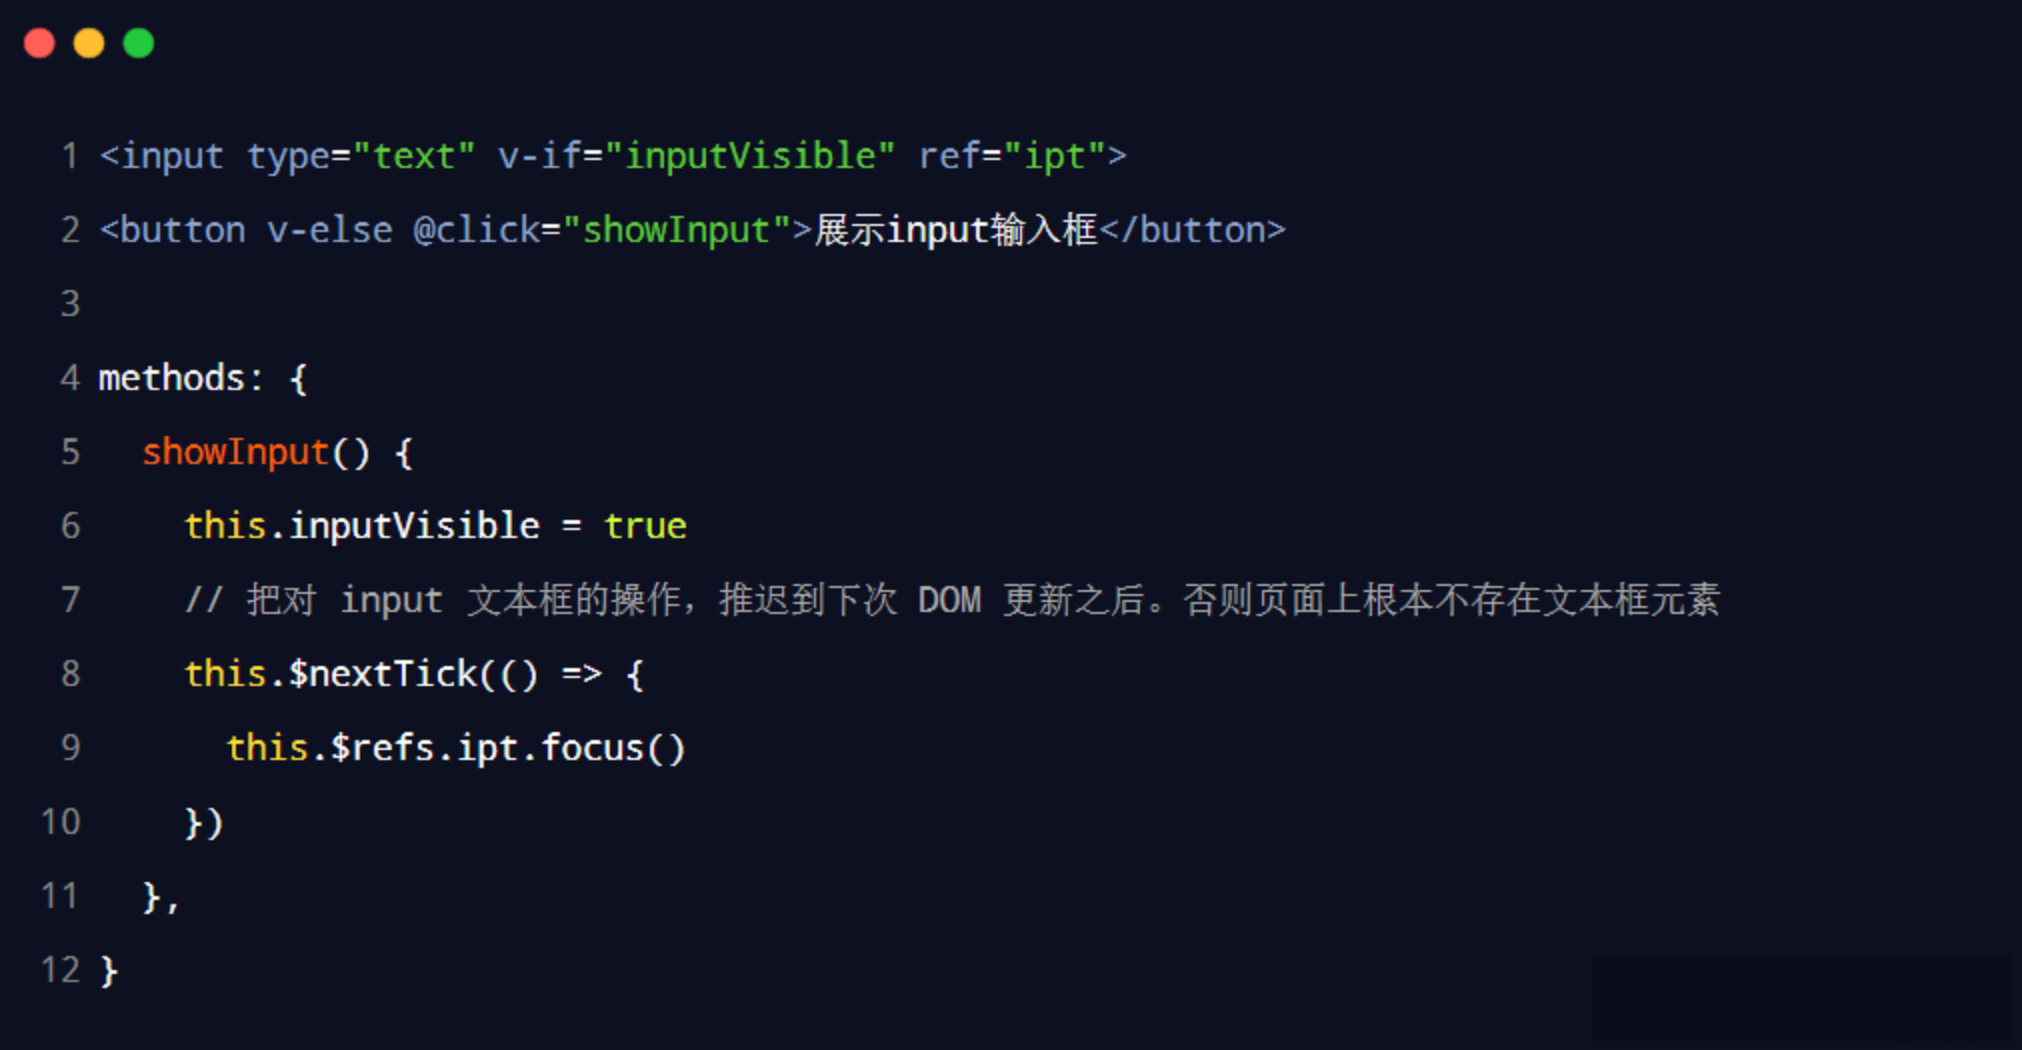 1 <input type="text" v-if="inputVisible" ref="ipt">
2 <button v-else @click="showInput">展示input输入框</button>
3
4 methods: {
5   showInput() {
6     this.inputVisible = true
7     // 把对 input 文本框的操作，推迟到下次 DOM 更新之后。否则页面上根本不存在文本框元素
8     this.$nextTick(() => {
9       this.$refs.ipt.focus()
10     })
11   },
12 }